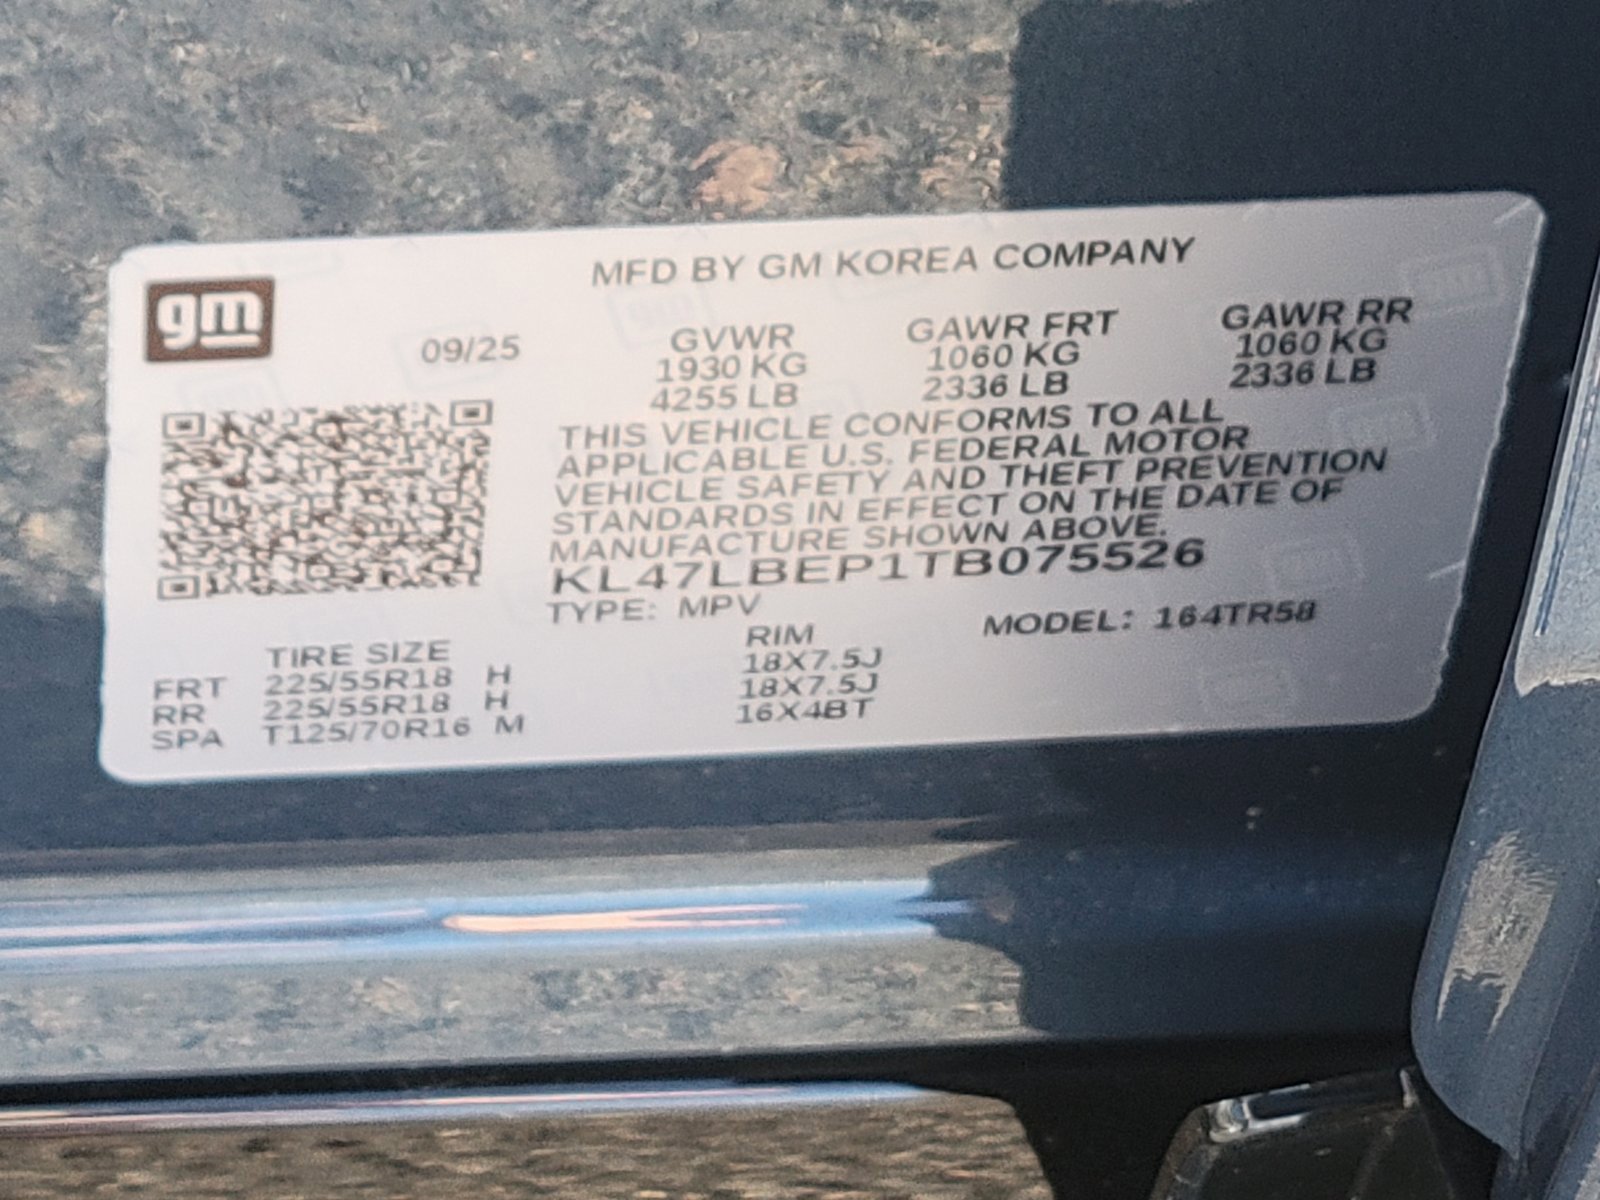 gm
MFD BY GM KOREA COMPANY
09/25
GVWR GAWR FRT GAWR RR
1930 KG 1060 KG 1060 KG
4255 LB 2336 LB 2336 LB
THIS VEHICLE CONFORMS TO ALL
APPLICABLE U.S. FEDERAL MOTOR
VEHICLE SAFETY AND THEFT PREVENTION
STANDARDS IN EFFECT ON THE DATE OF
MANUFACTURE SHOWN ABOVE.
KL47LBEP1TB075526
TYPE: MPV MODEL: 164TR58
TIRE SIZE RIM
FRT 225/55R18 H 18X7.5J
RR 225/55R18 H 18X7.5J
SPA T125/70R16 M 16X4BT